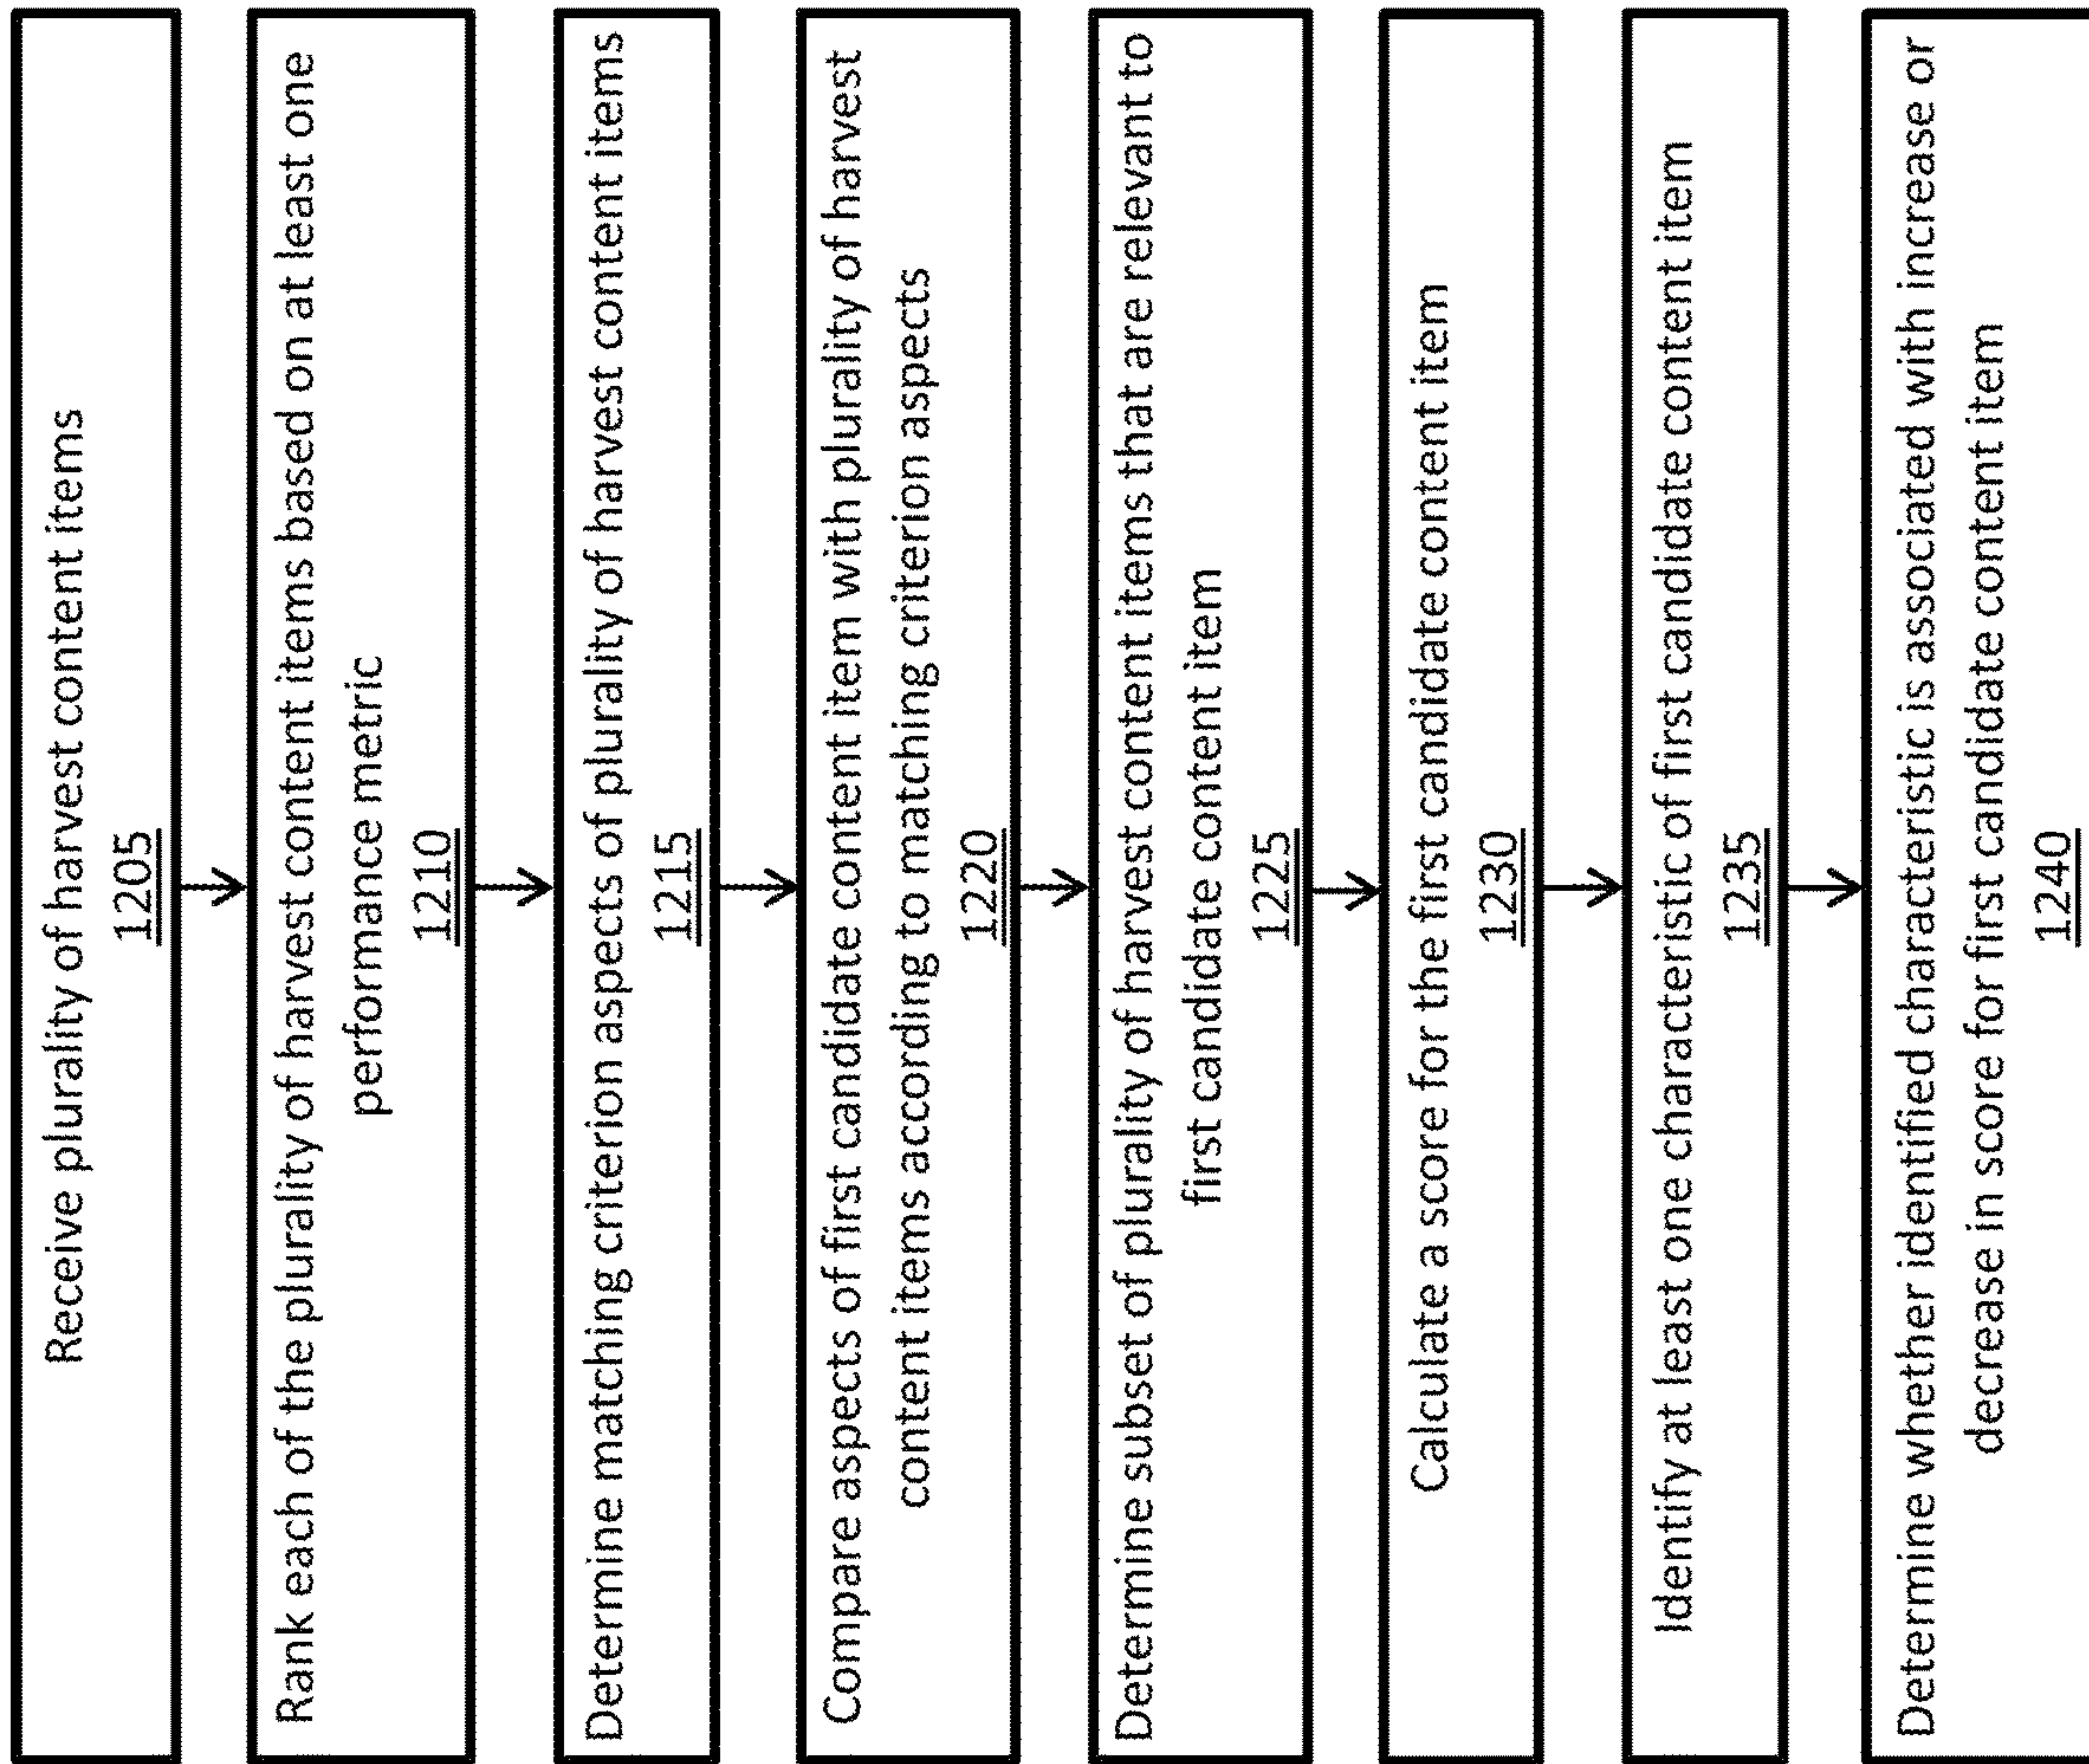 Receive plurality of harvest content items
1205
Rank each of the plurality of harvest content items based on at least one
performance metric
1210
Determine matching criterion aspects of plurality of harvest content items
1215
Compare aspects of first candidate content item with plurality of harvest
content items according to matching criterion aspects
1220
Determine subset of plurality of harvest content items that are relevant to
first candidate content item
1225
Calculate a score for the first candidate content item
1230
Identify at least one characteristic of first candidate content item
1235
Determine whether identified characteristic is associated with increase or
decrease in score for first candidate content item
1240